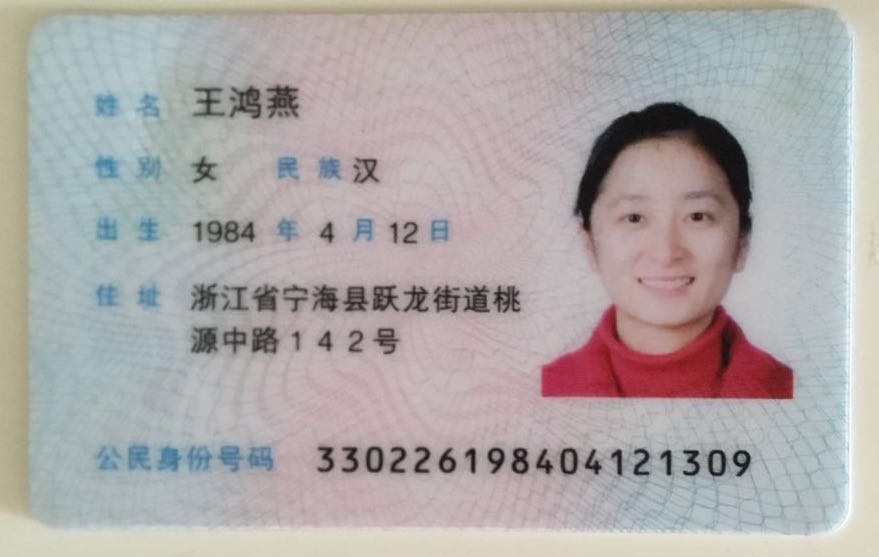 姓名 王鸿燕
性别 女 民族 汉
出生 1984 年 4 月 12 日
住址 浙江省宁海县跃龙街道桃
源中路142号
公民身份号码 330226198404121309